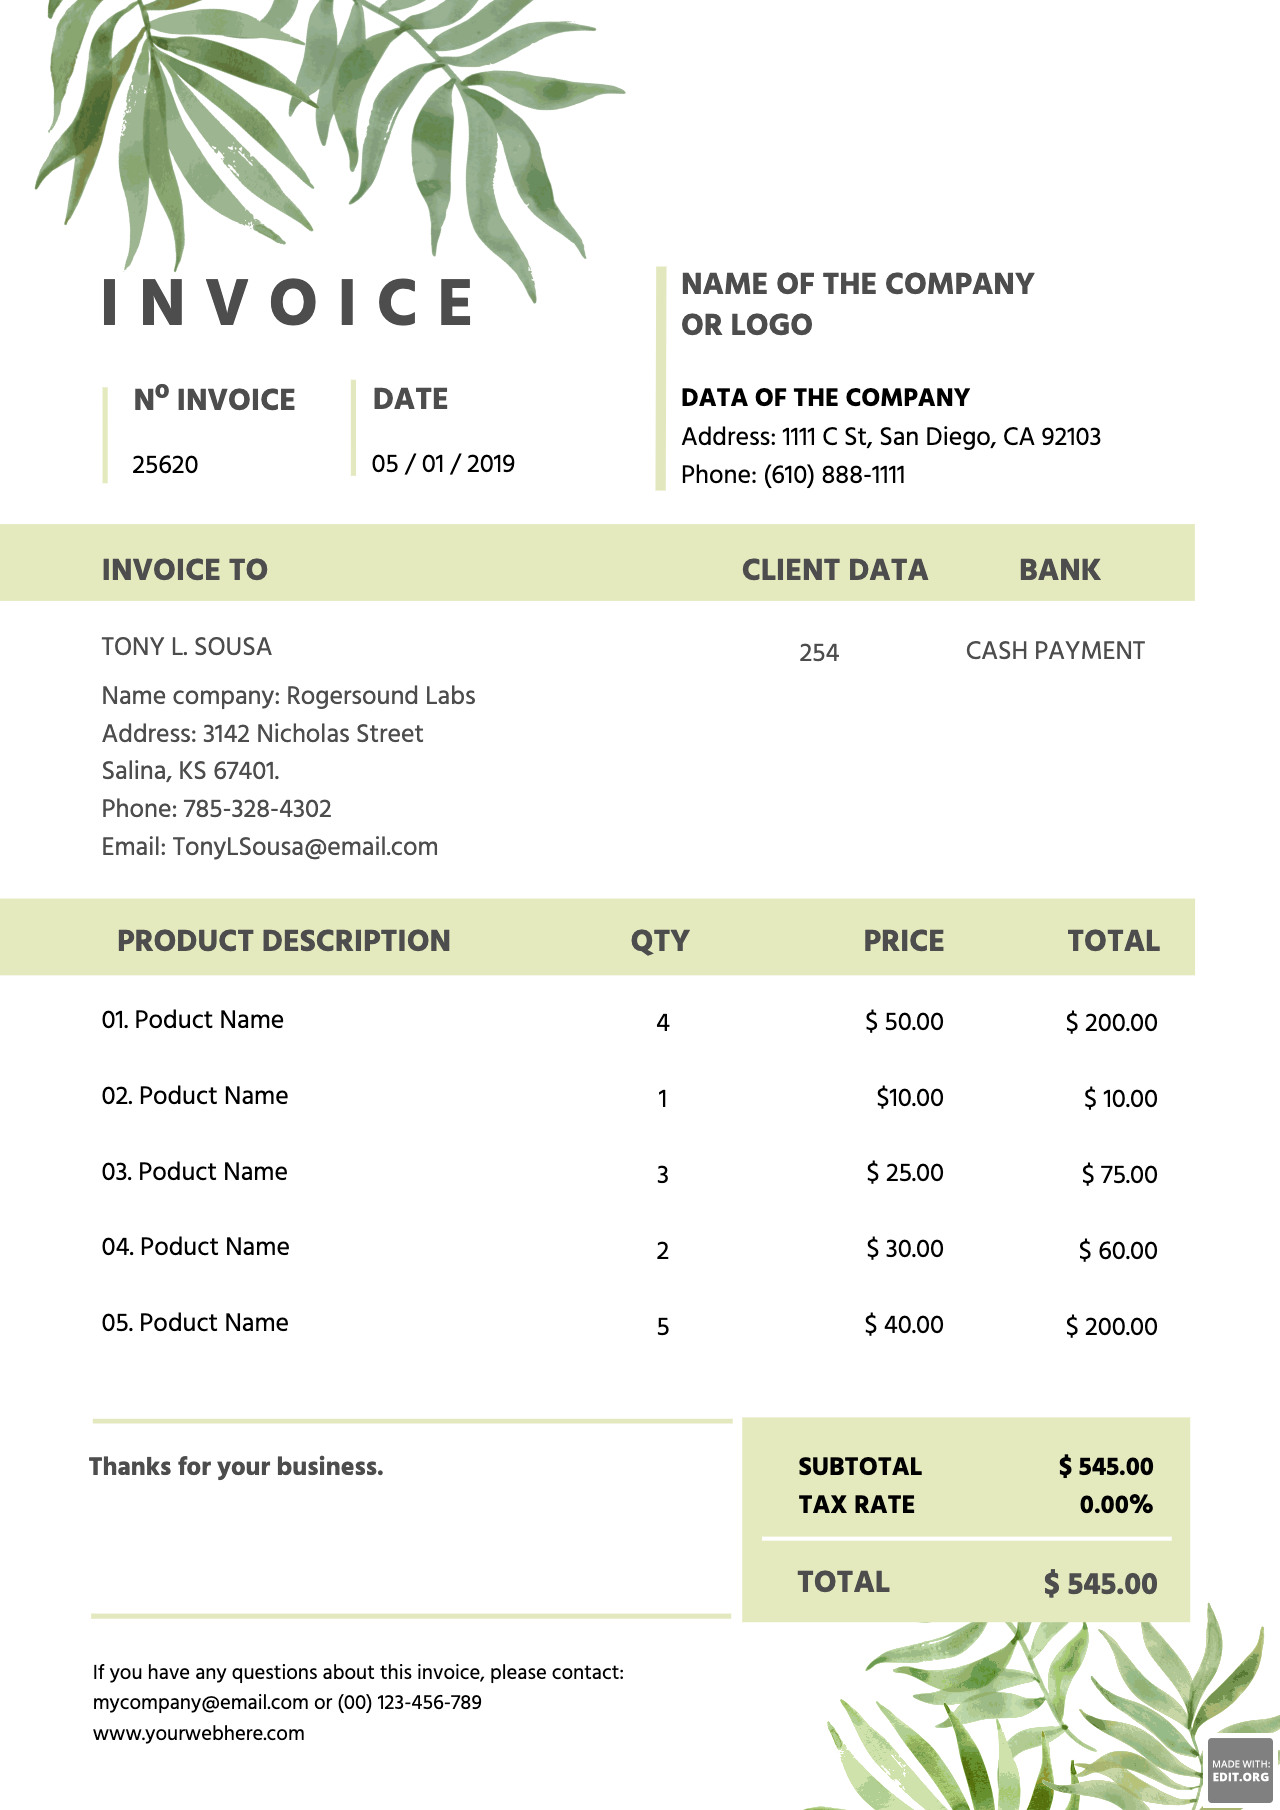 INVOICE
Nº INVOICE
25620
DATE
05 / 01 / 2019
NAME OF THE COMPANY
OR LOGO
DATA OF THE COMPANY
Address: 1111 C St, San Diego, CA 92103
Phone: (610) 888-1111
INVOICE TO CLIENT DATA BANK
TONY L. SOUSA 254 CASH PAYMENT
Name company: Rogersound Labs
Address: 3142 Nicholas Street
Salina, KS 67401.
Phone: 785-328-4302
Email: TonyLSousa@email.com
PRODUCT DESCRIPTION QTY PRICE TOTAL
01. Poduct Name 4 $ 50.00 $ 200.00
02. Poduct Name 1 $10.00 $ 10.00
03. Poduct Name 3 $ 25.00 $ 75.00
04. Poduct Name 2 $ 30.00 $ 60.00
05. Poduct Name 5 $ 40.00 $ 200.00
Thanks for your business.
SUBTOTAL $ 545.00
TAX RATE 0.00%
TOTAL $ 545.00
If you have any questions about this invoice, please contact:
mycompany@email.com or (00) 123-456-789
www.yourwebhere.com
MADE WITH:
EDIT.ORG